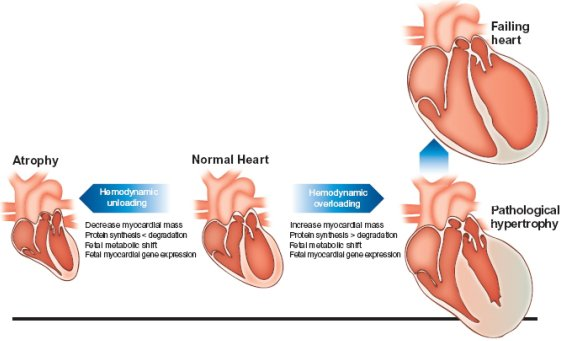 Failing
heart
Atrophy
Normal Heart
Hemodynamic
unloading
Hemodynamic
overloading
Decrease myocardial mass
Protein synthesis < degradation
Fetal metabolic shift
Fetal myocardial gene expression
Increase myocardial mass
Protein synthesis > degradation
Fetal metabolic shift
Fetal myocardial gene expression
Pathological
hypertrophy